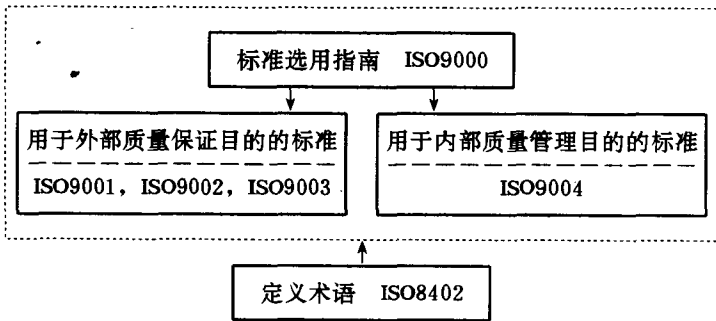 标准选用指南 ISO9000
用于外部质量保证目的的标准
ISO9001，ISO9002，ISO9003
用于内部质量管理目的的标准
ISO9004
定义术语 ISO8402